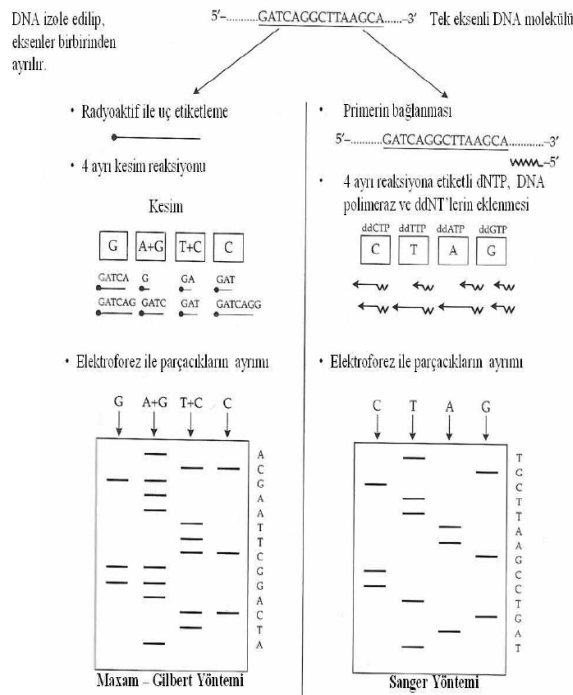 DNA izole edilip,
eksenler birbirinden
ayrılır.
5'–..........GATCAGGCTTAAGCA......–3'
Tek eksenli DNA molekülü
• Radyoaktif ile uç etiketleme
• 4 ayrı kesim reaksiyonu
Kesim
G A+G T+C C
GATCA G GA GAT
GATCAG GATC GAT GATCAGG
• Elektroforez ile parçacıkların ayrımı
G A+G T+C C
A
C
G
A
A
T
T
C
G
G
A
C
T
A
Maxam – Gilbert Yöntemi
• Primerin bağlanması
5'–..........GATCAGGCTTAAGCA............–3'
–5'
• 4 ayrı reaksiyona etiketli dNTP, DNA
polimeraz ve ddNT'lerin eklenmesi
ddCTP ddTTP ddATP ddGTP
C T A G
• Elektroforez ile parçacıkların ayrımı
C T A G
T
G
C
T
T
A
A
G
C
C
T
G
A
T
Sanger Yöntemi